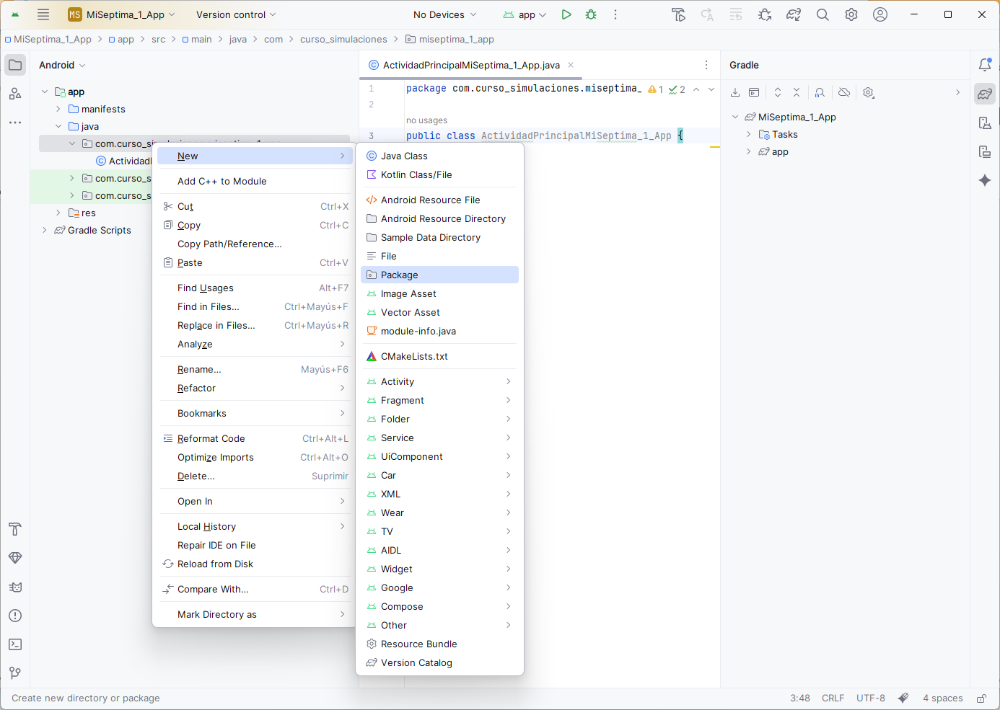 MS MiSeptima_1_App Version control No Devices app
MiSeptima_1_App app src main java com curso_simulaciones miseptima_1_app
Android
app
manifests
java
com.curso_s
Actividad
com.curso_s
com.curso_s
res
Gradle Scripts
New
Add C++ to Module
Cut Ctrl+X
Copy Ctrl+C
Copy Path/Reference...
Paste Ctrl+V
Find Usages Alt+F7
Find in Files... Ctrl+Mayús+F
Replace in Files... Ctrl+Mayús+R
Analyze
Rename... Mayús+F6
Refactor
Bookmarks
Reformat Code Ctrl+Alt+L
Optimize Imports Ctrl+Alt+O
Delete... Suprimir
Open In
Local History
Repair IDE on File
Reload from Disk
Compare With... Ctrl+D
Mark Directory as
ActividadPrincipalMiSeptima_1_App.java
1 package com.curso_simulaciones.miseptima_ 1 2
2
no usages
3 public class ActividadPrincipalMiSeptima_1_App {
Java Class
Kotlin Class/File
Android Resource File
Android Resource Directory
Sample Data Directory
File
Package
Image Asset
Vector Asset
module-info.java
CMakeLists.txt
Activity
Fragment
Folder
Service
UiComponent
Car
XML
Wear
TV
AIDL
Widget
Google
Compose
Other
Resource Bundle
Version Catalog
Gradle
MiSeptima_1_App
Tasks
app
Create new directory or package 3:48 CRLF UTF-8 4 spaces